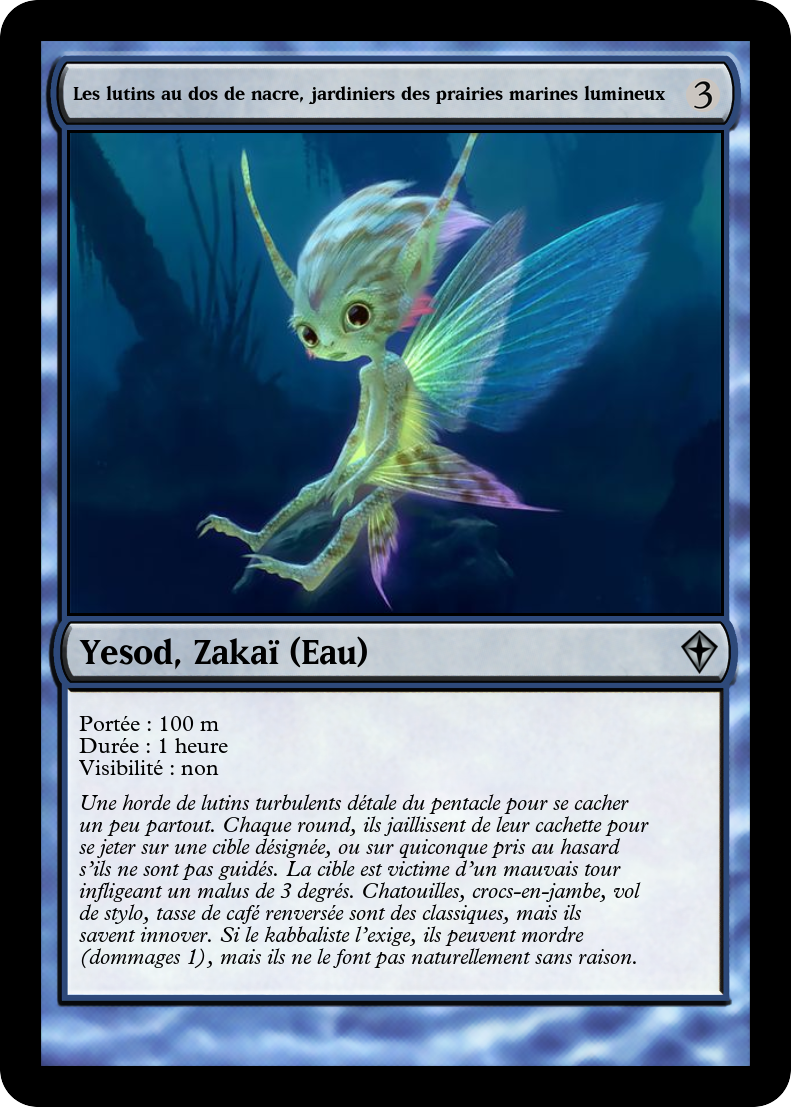 Les lutins au dos de nacre, jardiniers des prairies marines lumineux
3
Yesod, Zakaï (Eau)
Portée : 100 m
Durée : 1 heure
Visibilité : non
Une horde de lutins turbulents détale du pentacle pour se cacher
un peu partout. Chaque round, ils jaillissent de leur cachette pour
se jeter sur une cible désignée, ou sur quiconque pris au hasard
s'ils ne sont pas guidés. La cible est victime d'un mauvais tour
infligeant un malus de 3 degrés. Chatouilles, crocs-en-jambe, vol
de stylo, tasse de café renversée sont des classiques, mais ils
savent innover. Si le kabbaliste l'exige, ils peuvent mordre
(dommages 1), mais ils ne le font pas naturellement sans raison.